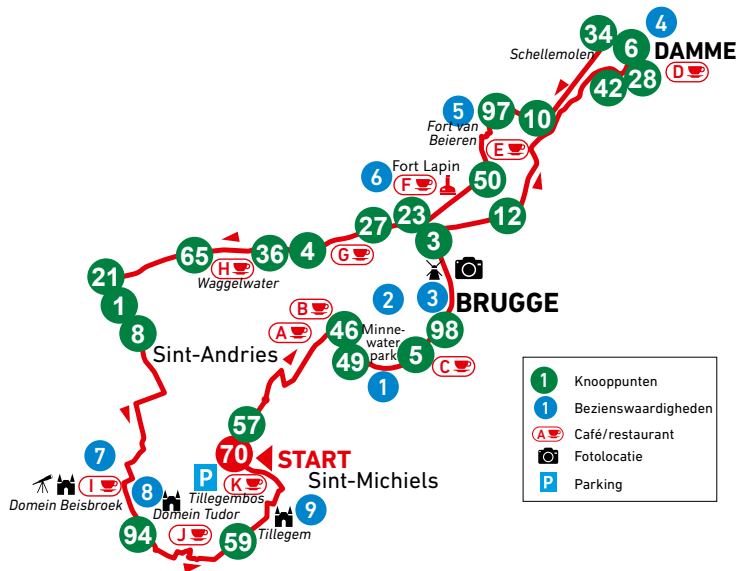 34
6
4
Schellemolen
DAMME
D
42
28
5
97
10
Fort van
Beieren
E
6
Fort Lapin
F
50
23
12
27
3
G
4
36
65
H
Waggelwater
21
1
8
Sint-Andries
B
A
46
2
3
BRUGGE
Minne-
water
park
98
49
5
C
1
57
70
START
P
K
Sint-Michiels
Tillegembos
7
I
Domein Beisbroek
8
Domein Tudor
9
Tillegem
94
J
59
1 Knooppunten
1 Bezienswaardigheden
A Café/restaurant
Fotolocatie
P Parking